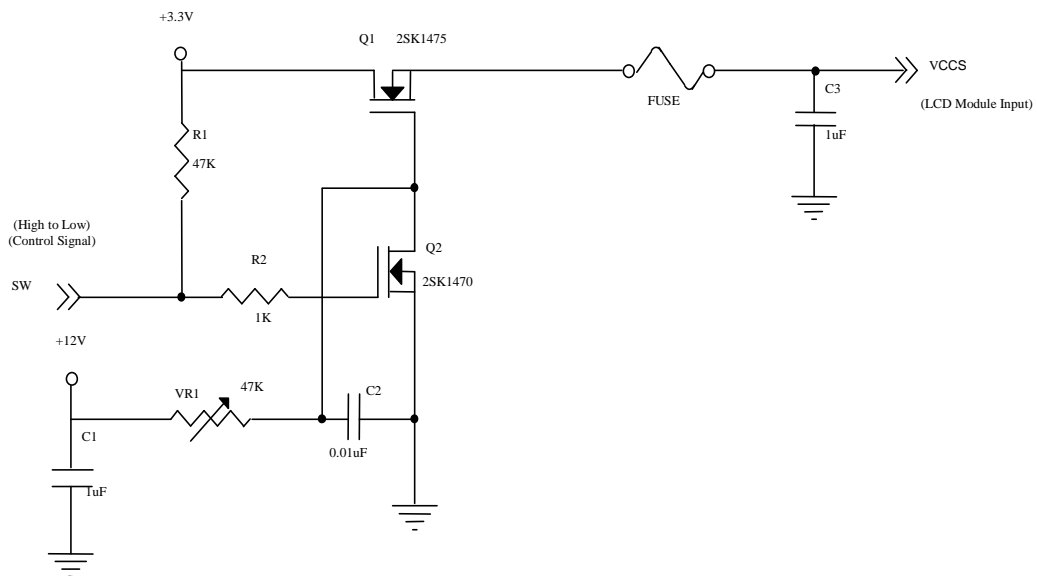 +3.3V
Q1 2SK1475
VCCS
FUSE
C3
(LCD Module Input)
1uF
R1
47K
(High to Low)
(Control Signal)
SW
R2
1K
Q2
2SK1470
+12V
VR1
47K
C2
0.01uF
C1
1uF